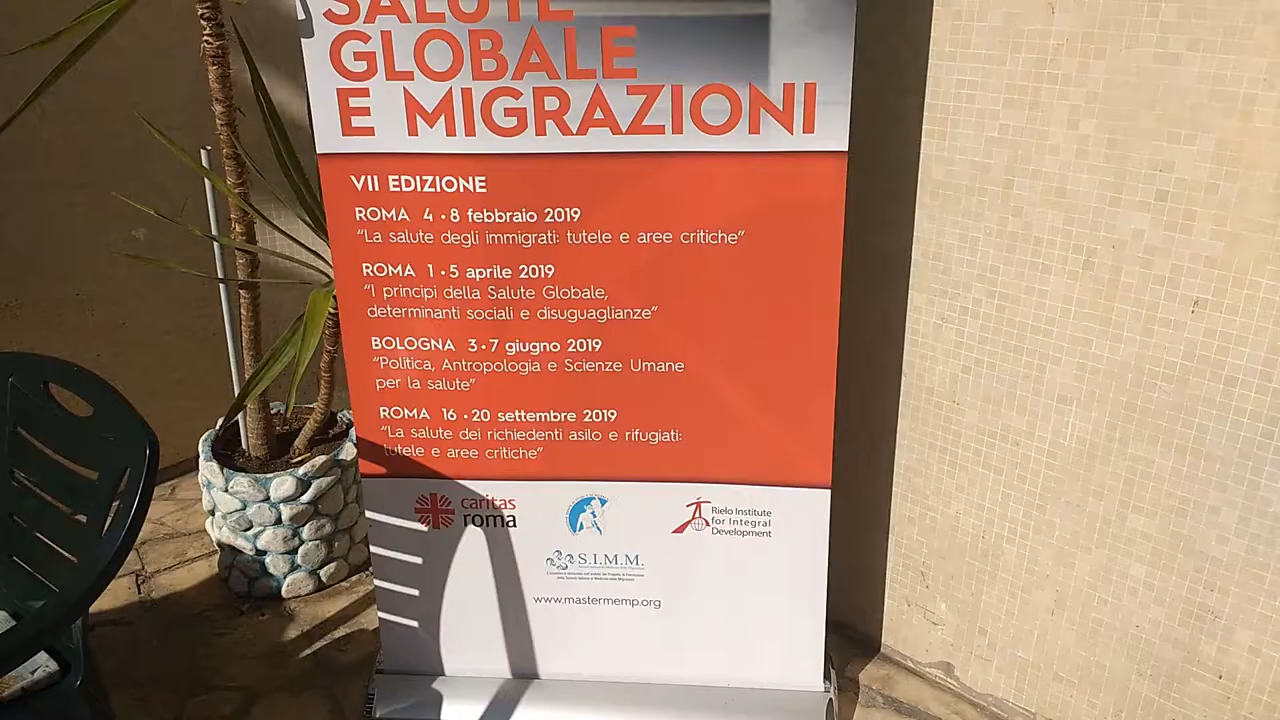 SALUTE
GLOBALE
E MIGRAZIONI
VII EDIZIONE
ROMA 4 • 8 febbraio 2019
“La salute degli immigrati: tutele e aree critiche”
ROMA 1 • 5 aprile 2019
“I principi della Salute Globale,
determinanti sociali e disuguaglianze”
BOLOGNA 3 • 7 giugno 2019
“Politica, Antropologia e Scienze Umane
per la salute”
ROMA 16 • 20 settembre 2019
“La salute dei richiedenti asilo e rifugiati:
tutele e aree critiche”
caritas
roma
Rielo Institute
for Integral
Development
S.I.M.M.
www.mastermemp.org